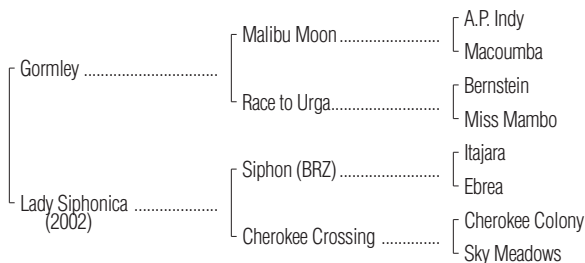 A.P. Indy
Malibu Moon
Macoumba
Gormley
Bernstein
Race to Urga
Miss Mambo
Itajara
Siphon (BRZ)
Ebrea
Lady Siphonica
(2002)
Cherokee Colony
Cherokee Crossing
Sky Meadows